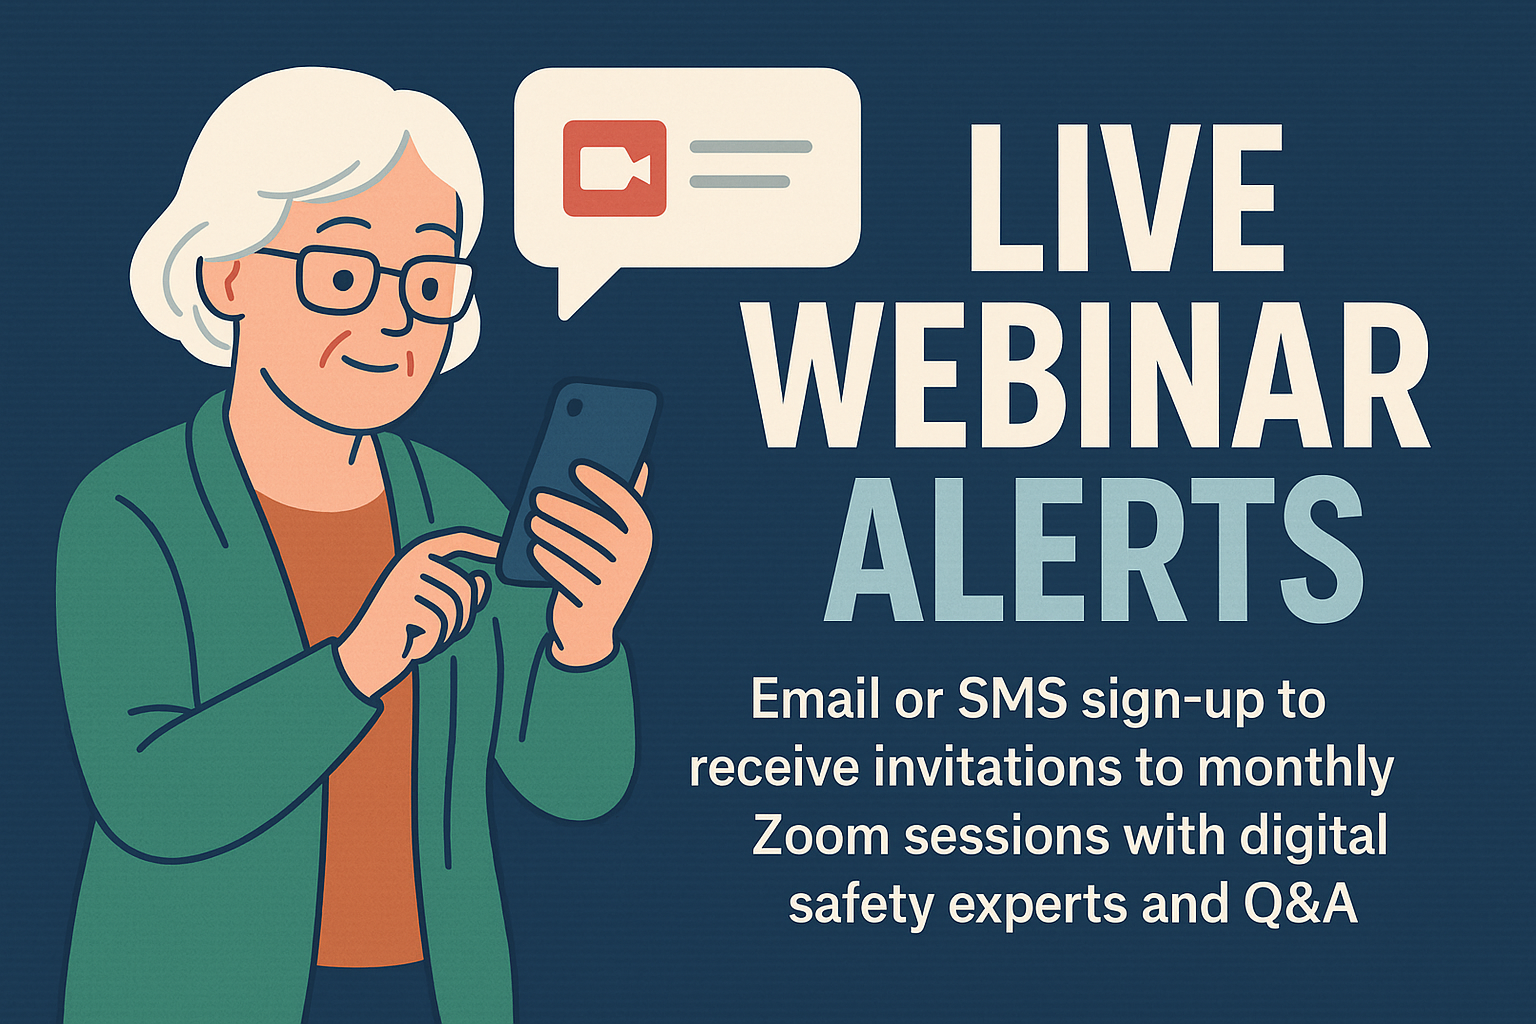 LIVE
WEBINAR
ALERTS
Email or SMS sign-up to
receive invitations to monthly
Zoom sessions with digital
safety experts and Q&A